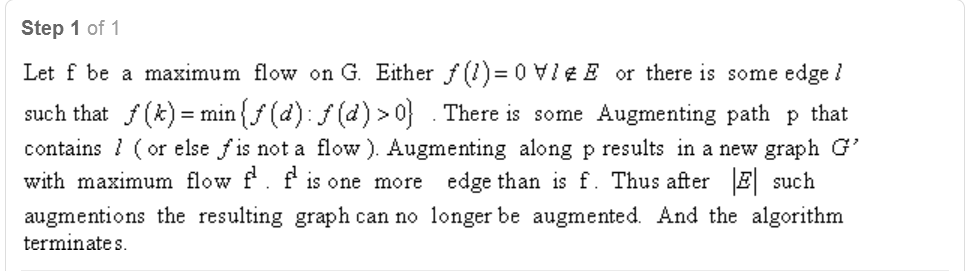 Step 1 of 1
Let f be a maximum flow on G. Either f(l)= 0 ∀l∉E or there is some edge l
such that f(k)= min{f(d): f(d)>0} . There is some Augmenting path p that
contains l ( or else f is not a flow ). Augmenting along p results in a new graph G’
with maximum flow f¹ . f¹ is one more edge than is f. Thus after |E| such
augmentions the resulting graph can no longer be augmented. And the algorithm
terminates.